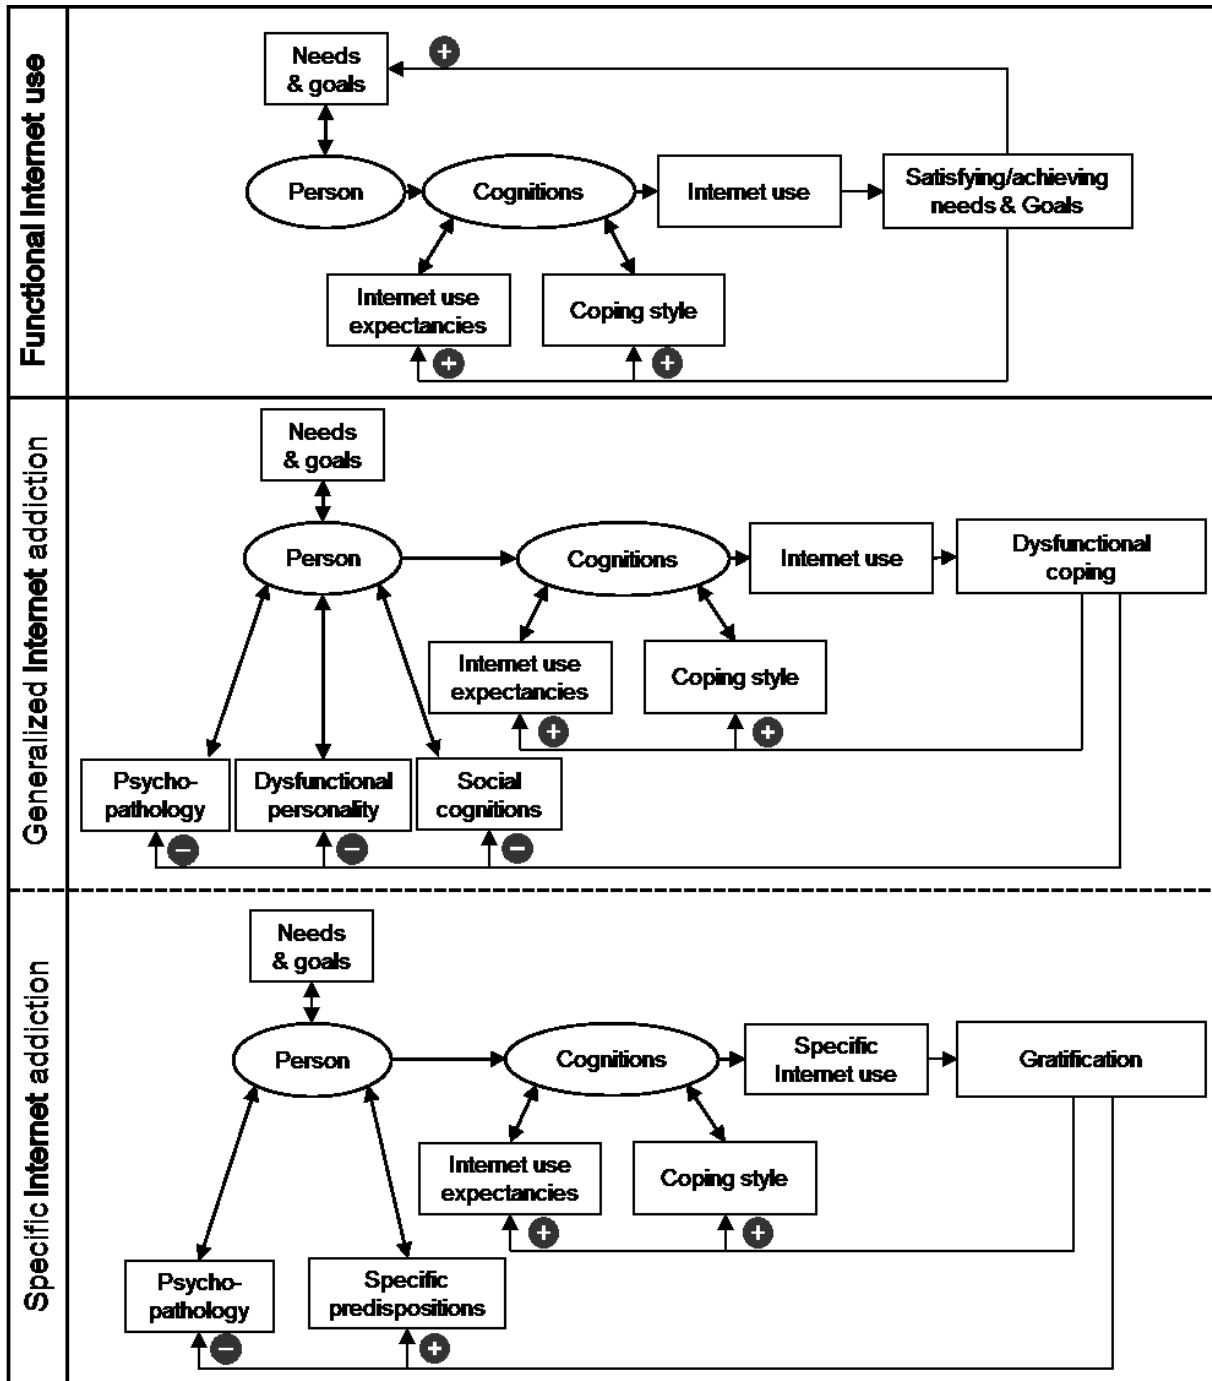 Functional Internet use
Needs
& goals
+
Person
Cognitions
Internet use
Satisfying/achieving
needs & Goals
Internet use
expectancies
Coping style
+
+
Generalized Internet addiction
Needs
& goals
Person
Cognitions
Internet use
Dysfunctional
coping
Internet use
expectancies
Coping style
+
+
Psycho-
pathology
Dysfunctional
personality
Social
cognitions
−
−
−
Specific Internet addiction
Needs
& goals
Person
Cognitions
Specific
Internet use
Gratification
Internet use
expectancies
Coping style
+
+
Psycho-
pathology
Specific
predispositions
−
+